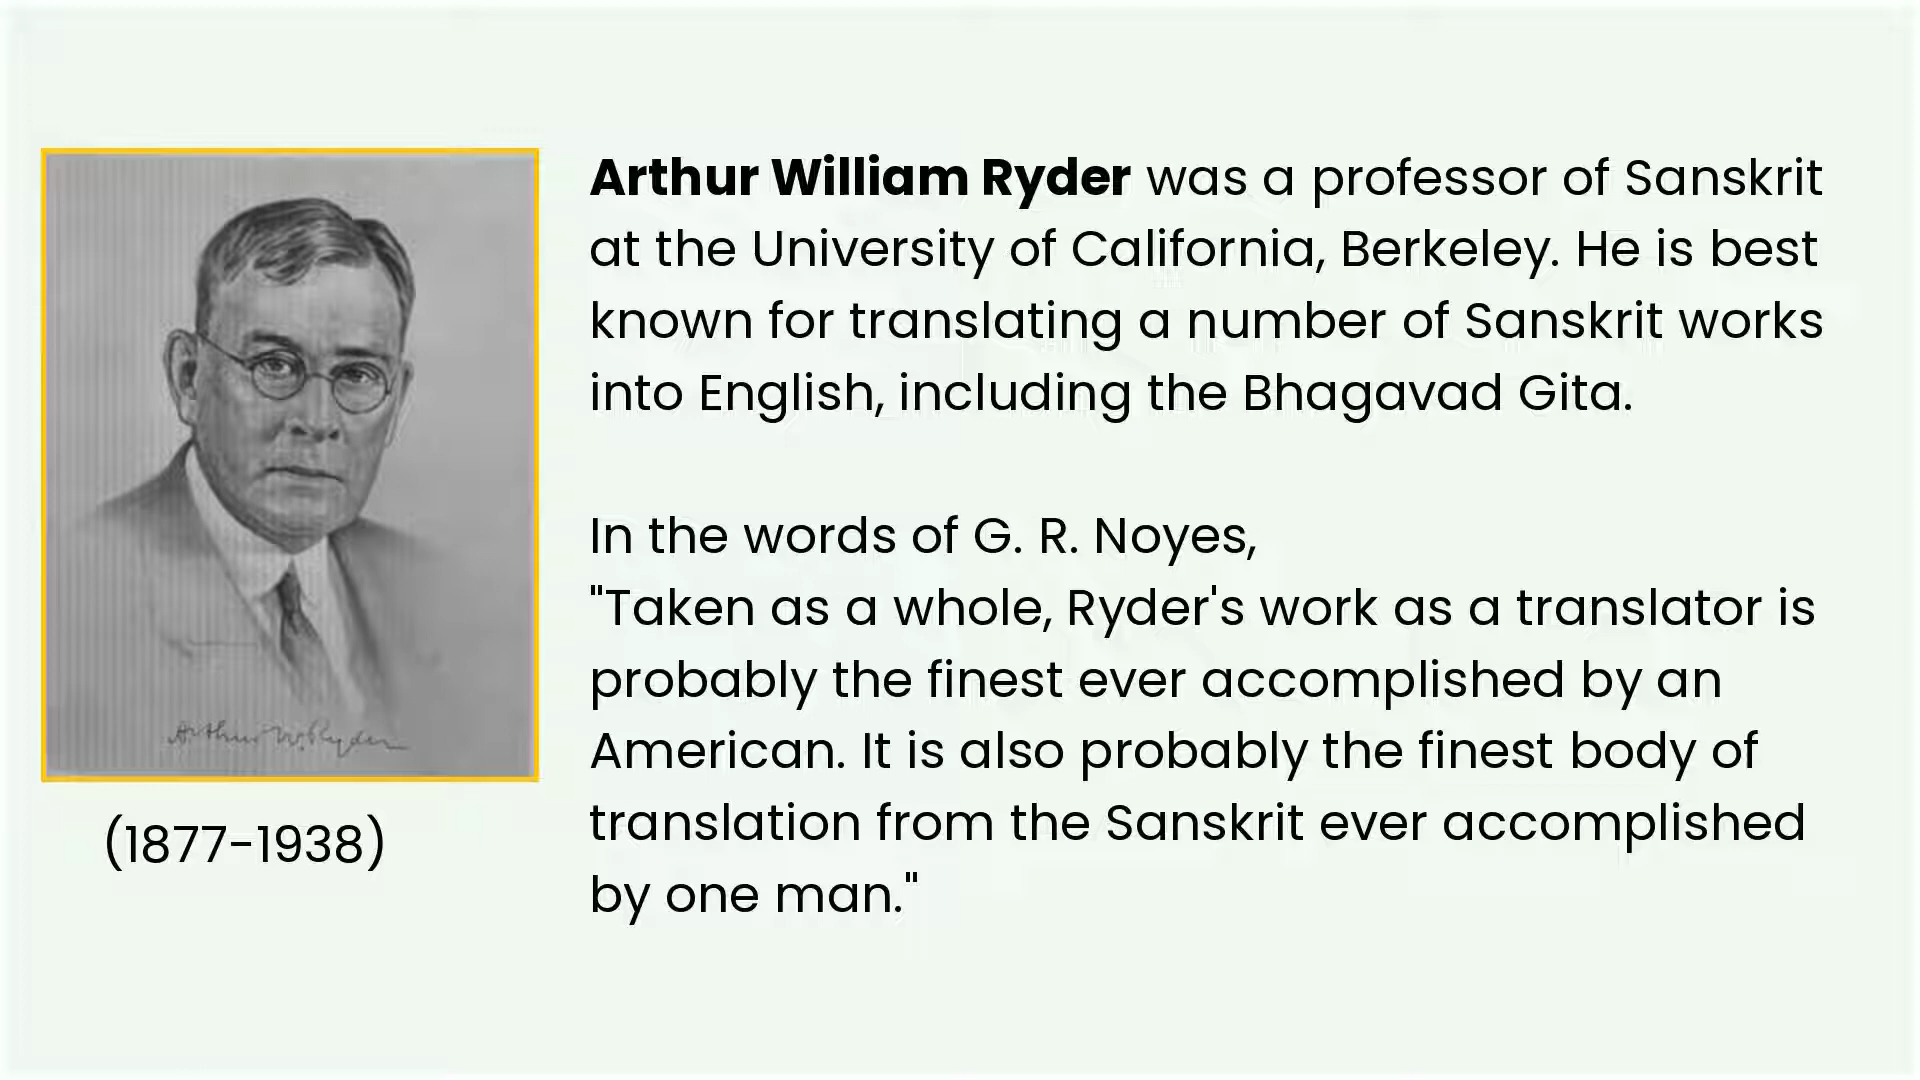 Arthur William Ryder was a professor of Sanskrit
at the University of California, Berkeley. He is best
known for translating a number of Sanskrit works
into English, including the Bhagavad Gita.
In the words of G. R. Noyes,
"Taken as a whole, Ryder's work as a translator is
probably the finest ever accomplished by an
American. It is also probably the finest body of
translation from the Sanskrit ever accomplished
by one man."
Arthur W. Ryder
(1877-1938)